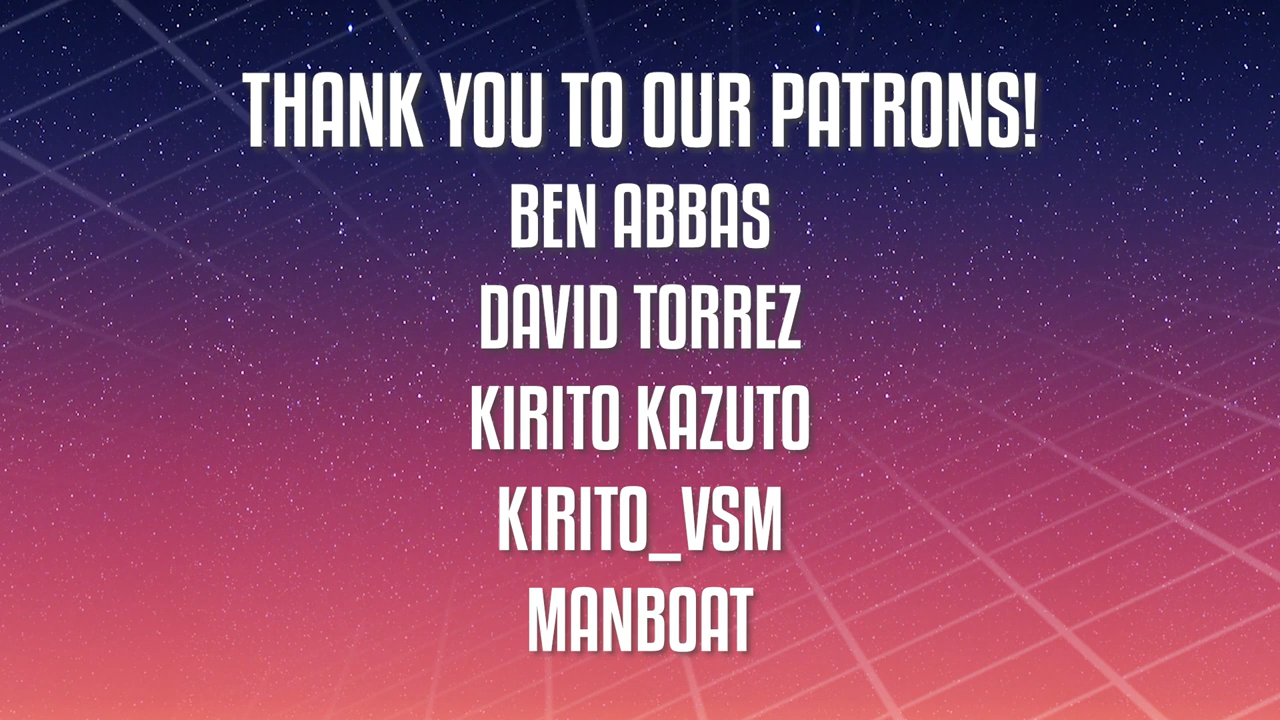 THANK YOU TO OUR PATRONS!
BEN ABBAS
DAVID TORREZ
KIRITO KAZUTO
KIRITO_VSM
MANBOAT